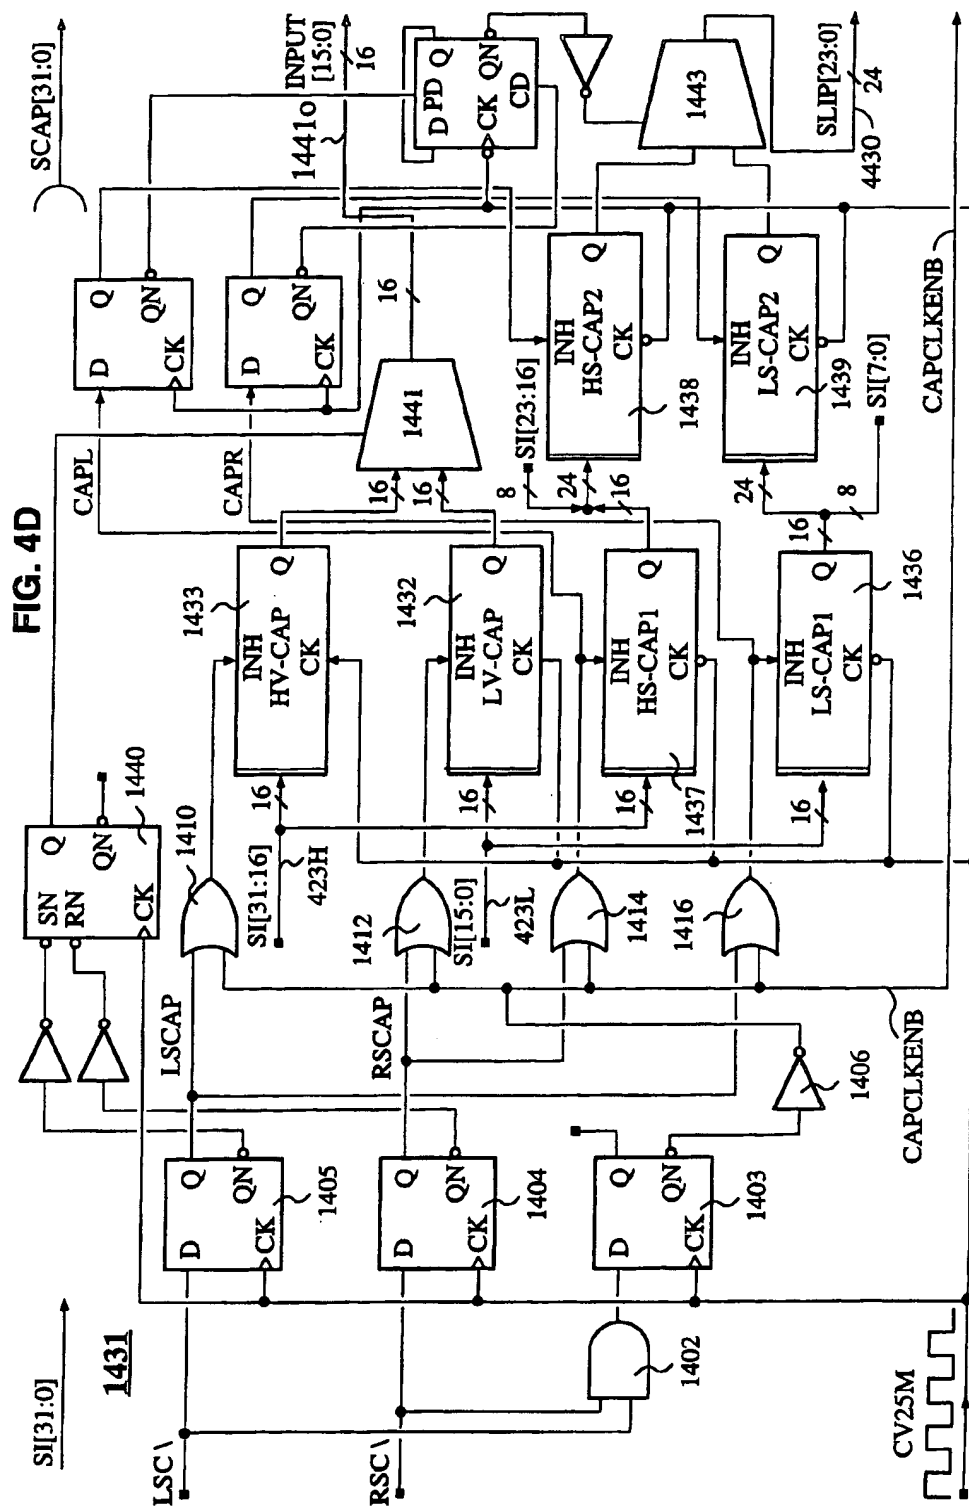 FIG. 4D
SI[31:0]
1431
LSC\
RSC\
CV25M
1402
D
Q
QN
CK
1405
D
Q
QN
CK
1404
D
Q
QN
CK
1403
1406
CAPCLKENB
LSCAP
RSCAP
SN
RN
Q
QN
CK
1440
1410
1412
1414
1416
SI[31:16]
423H
SI[15:0]
423L
16
16
16
16
INH
HV-CAP
CK
Q
1433
INH
LV-CAP
CK
Q
1432
INH
HS-CAP1
CK
Q
1437
INH
LS-CAP1
CK
Q
1436
CAPL
CAPR
16
16
1441
16
SI[23:16]
8
24
16
24
16
8
SI[7:0]
D
Q
QN
CK
D
Q
QN
CK
INH
HS-CAP2
CK
Q
1438
INH
LS-CAP2
CK
Q
1439
CAPCLKENB
SCAP[31:0]
1441o
INPUT
[15:0]
16
D
PD
Q
QN
CK
CD
1443
SLIP[23:0]
24
4430